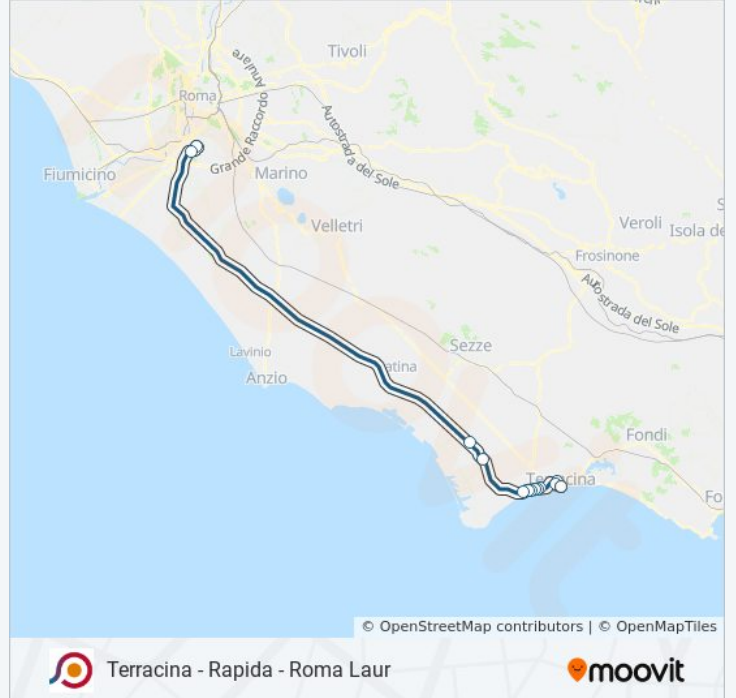 Tivoli
Roma
Grande Raccordo Anulare
Autostrada del Sole
Fiumicino
Marino
Velletri
Veroli
Isola de
Frosinone
Autostrada del Sole
Lavinio
Anzio
atina
Sezze
Fondi
Terracina
Fo
© OpenStreetMap contributors | © OpenMapTiles
Terracina - Rapida - Roma Laur
moovit